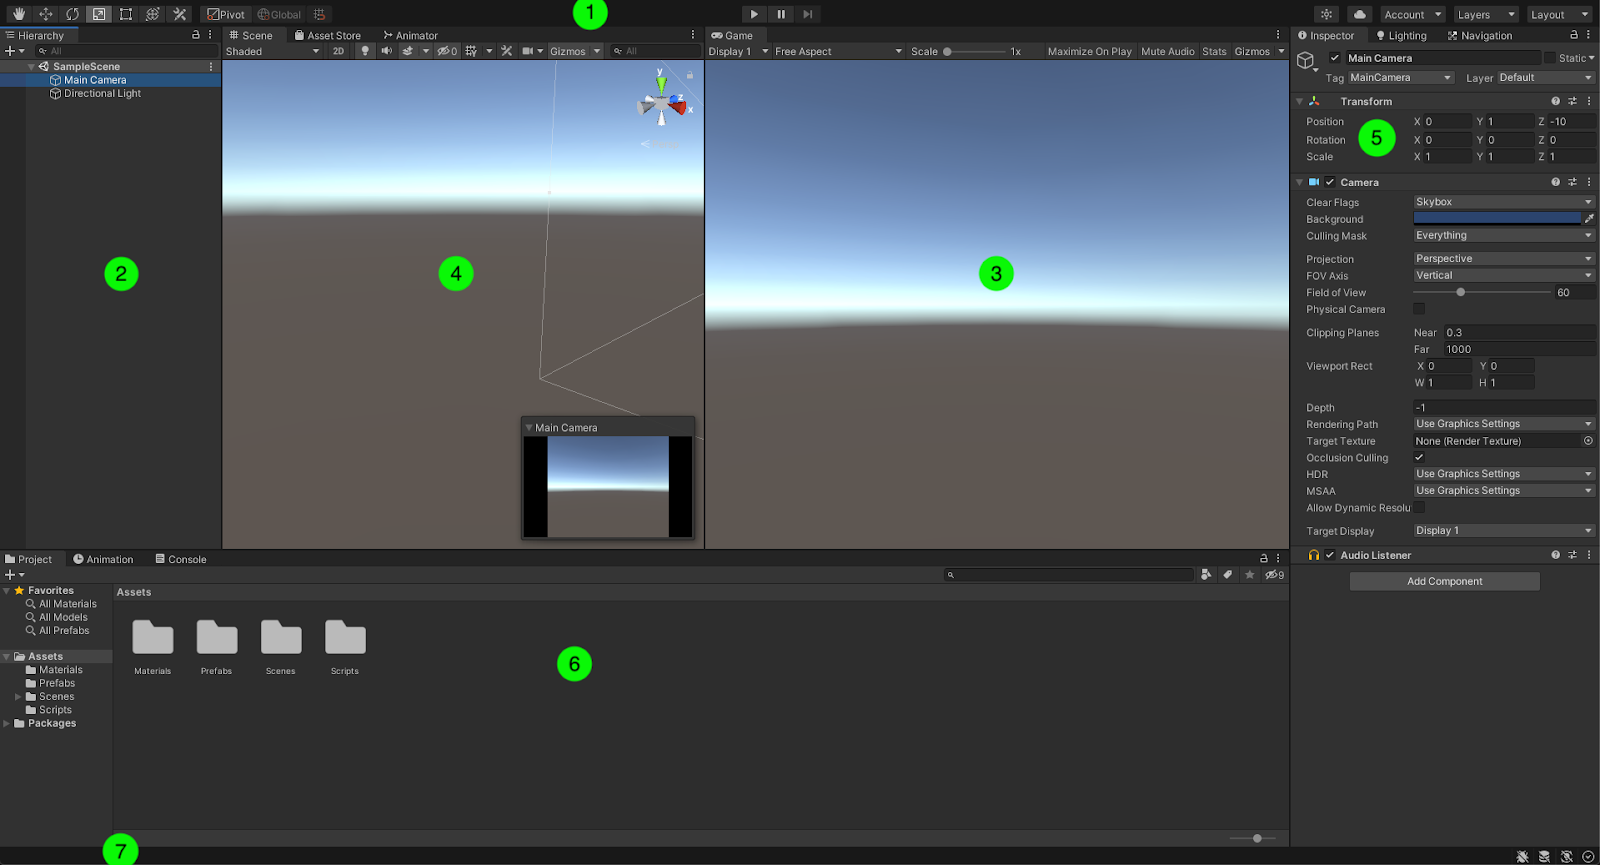 Pivot Global 1 Account Layers Layout
Hierarchy
All
SampleScene
Main Camera
Directional Light
2
Scene Asset Store Animator
Shaded 2D 0 Gizmos All
y
z
x
4
Main Camera
Game
Display 1 Free Aspect Scale 1x Maximize On Play Mute Audio Stats Gizmos
3
Inspector Lighting Navigation
Main Camera Static
Tag MainCamera Layer Default
Transform
Position X 0 Y 1 Z -10
5
Rotation X 0 Y 0 Z 0
Scale X 1 Y 1 Z 1
Camera
Clear Flags Skybox
Background
Culling Mask Everything
Projection Perspective
FOV Axis Vertical
Field of View 60
Physical Camera
Clipping Planes Near 0.3
Far 1000
Viewport Rect X 0 Y 0
W 1 H 1
Depth -1
Rendering Path Use Graphics Settings
Target Texture None (Render Texture)
Occlusion Culling
HDR Use Graphics Settings
MSAA Use Graphics Settings
Allow Dynamic Resolu
Target Display Display 1
Audio Listener
Add Component
Project Animation Console
9
Favorites
All Materials
All Models
All Prefabs
Assets
Materials
Prefabs
Scenes
Scripts
Packages
Assets
Materials Prefabs Scenes Scripts
6
7